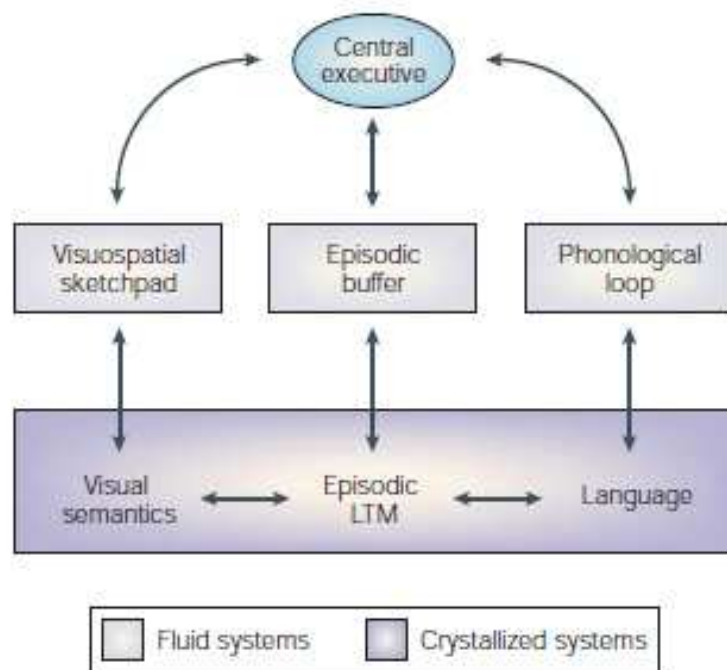 Central
executive
Visuospatial
sketchpad
Episodic
buffer
Phonological
loop
Visual
semantics
Episodic
LTM
Language
Fluid systems
Crystallized systems